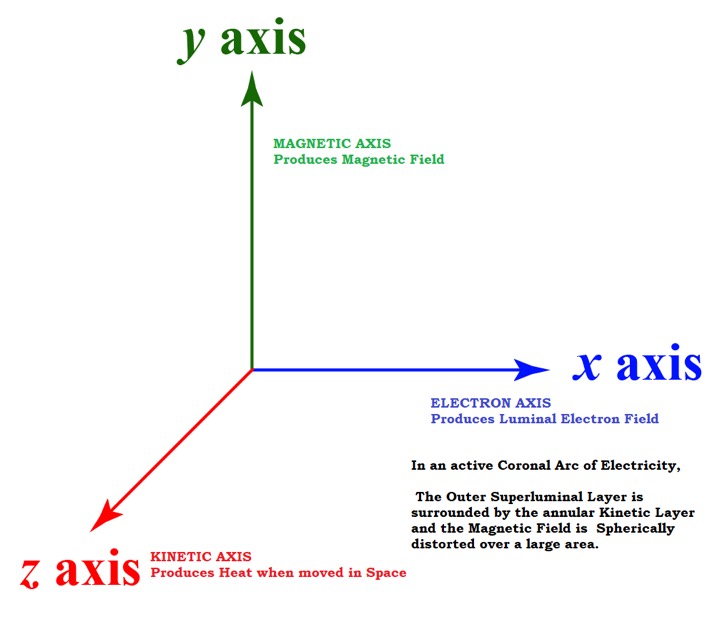 y axis
MAGNETIC AXIS
Produces Magnetic Field
x axis
ELECTRON AXIS
Produces Luminal Electron Field
In an active Coronal Arc of Electricity,
The Outer Superluminal Layer is
surrounded by the annular Kinetic Layer
and the Magnetic Field is Spherically
distorted over a large area.
z axis
KINETIC AXIS
Produces Heat when moved in Space